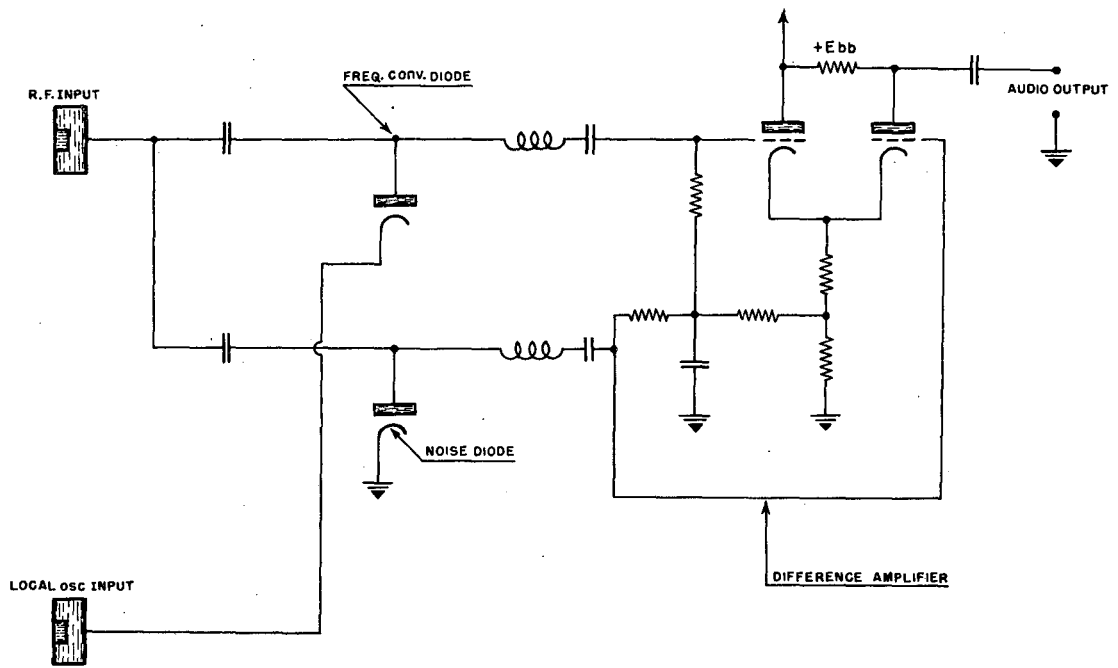 +Ebb
FREQ. CONV. DIODE
R.F. INPUT
AUDIO OUTPUT
NOISE DIODE
DIFFERENCE AMPLIFIER
LOCAL OSC INPUT